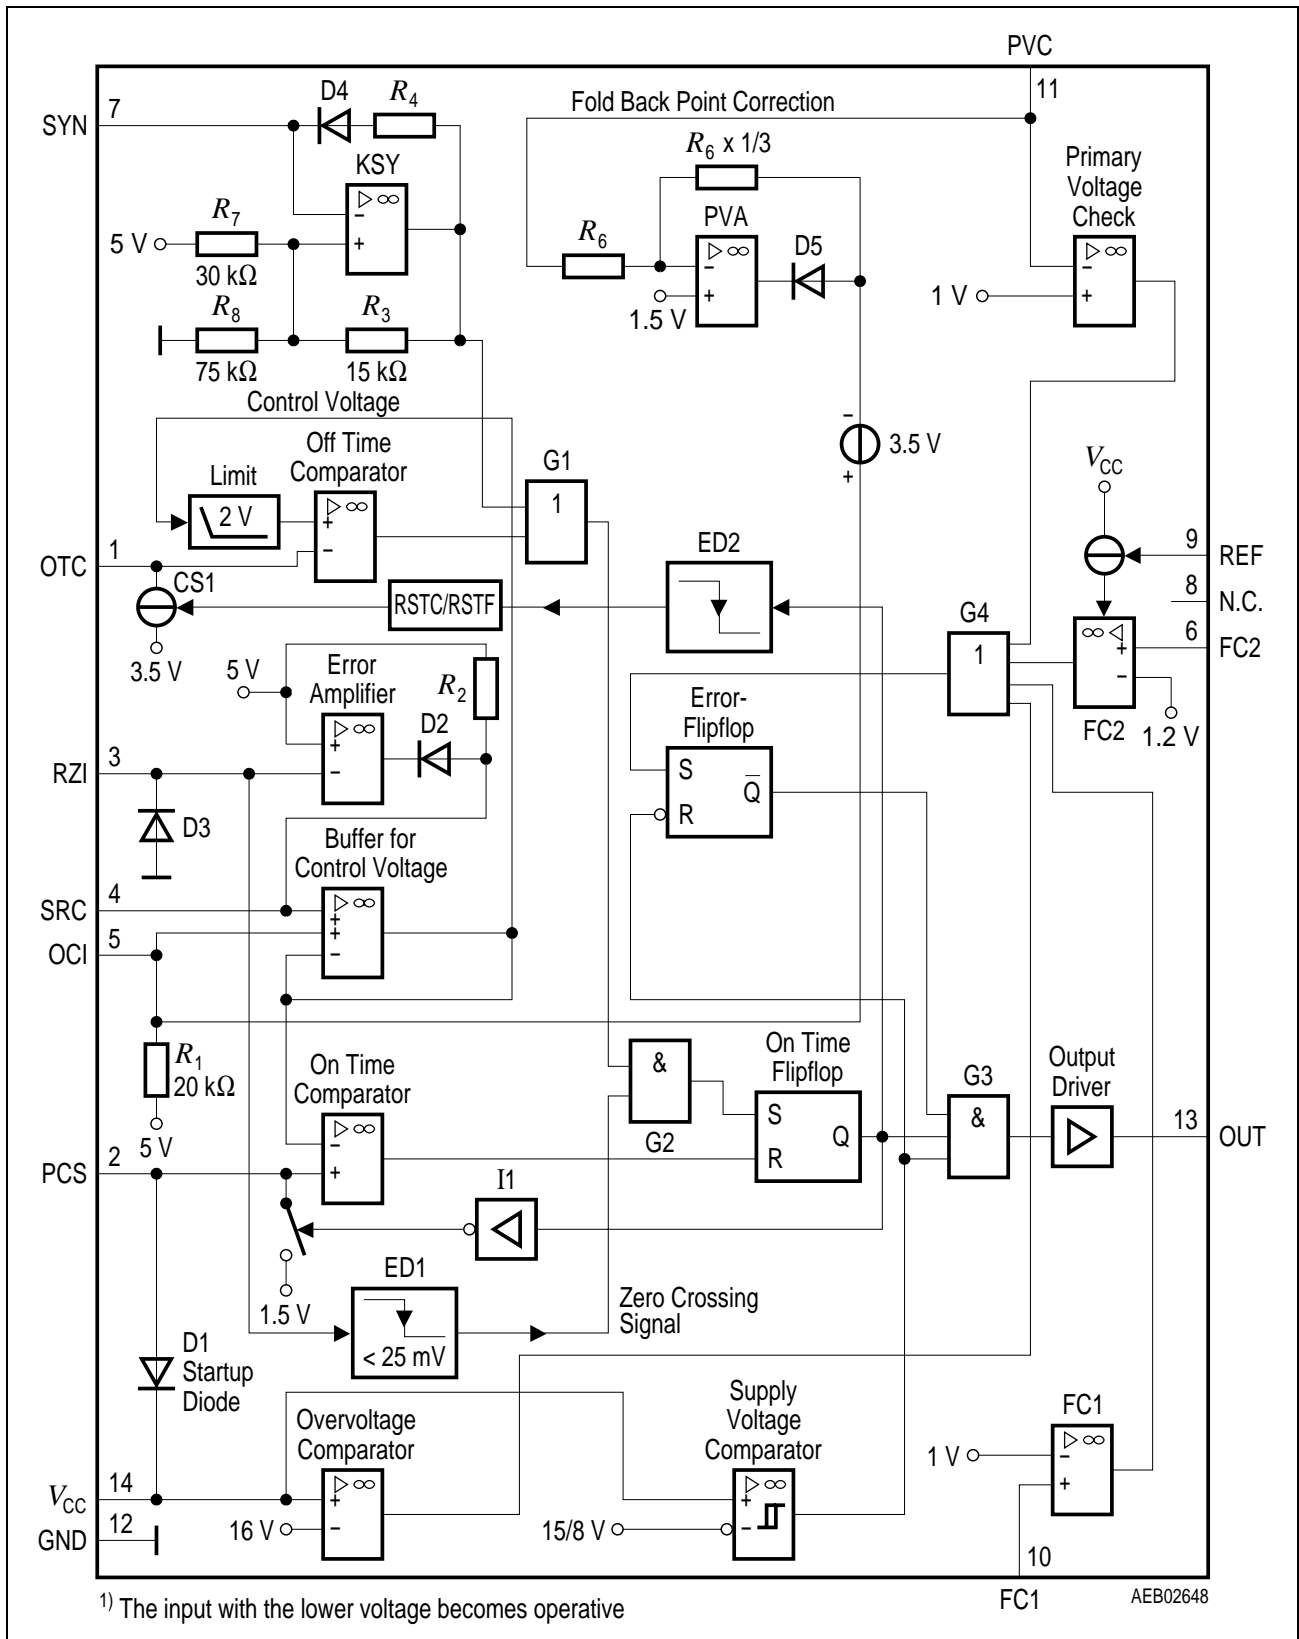 PVC
11
SYN
7
D4
R4
Fold Back Point Correction
R6 x 1/3
KSY
▷ ∞
−
+
PVA
▷ ∞
−
+
Primary
Voltage
Check
▷ ∞
−
+
R7
5 V
30 kΩ
R6
D5
1.5 V
1 V
R8
75 kΩ
R3
15 kΩ
Control Voltage
Off Time
Comparator
▷ ∞
+
−
Limit
2 V
G1
1
−
3.5 V
+
VCC
OTC
1
CS1
3.5 V
RSTC/RSTF
ED2
9
REF
8
N.C.
6
FC2
G4
1
∞ ◁
+
−
FC2
1.2 V
5 V
Error
Amplifier
▷ ∞
+
−
R2
D2
Error-
Flipflop
S
R
Q̅
RZI
3
D3
Buffer for
Control Voltage
▷ ∞
+
+
−
SRC
4
OCI
5
R1
20 kΩ
5 V
On Time
Comparator
▷ ∞
−
+
&
G2
On Time
Flipflop
S
R
Q
G3
&
Output
Driver
▷
13
OUT
PCS
2
I1
1.5 V
ED1
< 25 mV
Zero Crossing
Signal
D1
Startup
Diode
Overvoltage
Comparator
▷ ∞
+
−
16 V
Supply
Voltage
Comparator
▷ ∞
+
−
15/8 V
FC1
▷ ∞
−
+
1 V
VCC
14
GND
12
10
FC1
1) The input with the lower voltage becomes operative
AEB02648